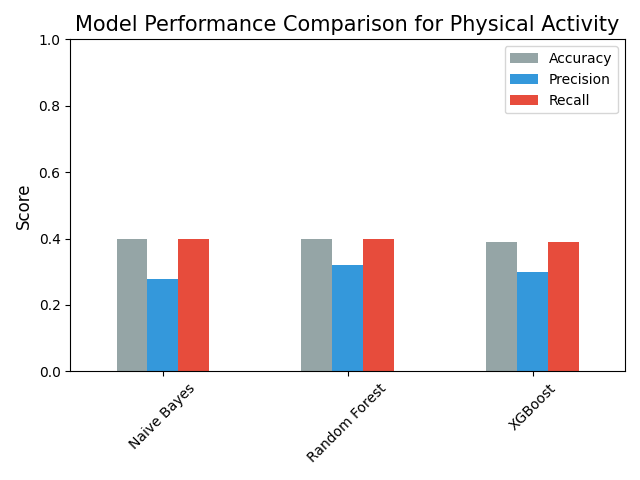 Model Performance Comparison for Physical Activity
1.0
0.8
0.6
0.4
0.2
0.0
Score
Accuracy
Precision
Recall
Naive Bayes
Random Forest
XGBoost